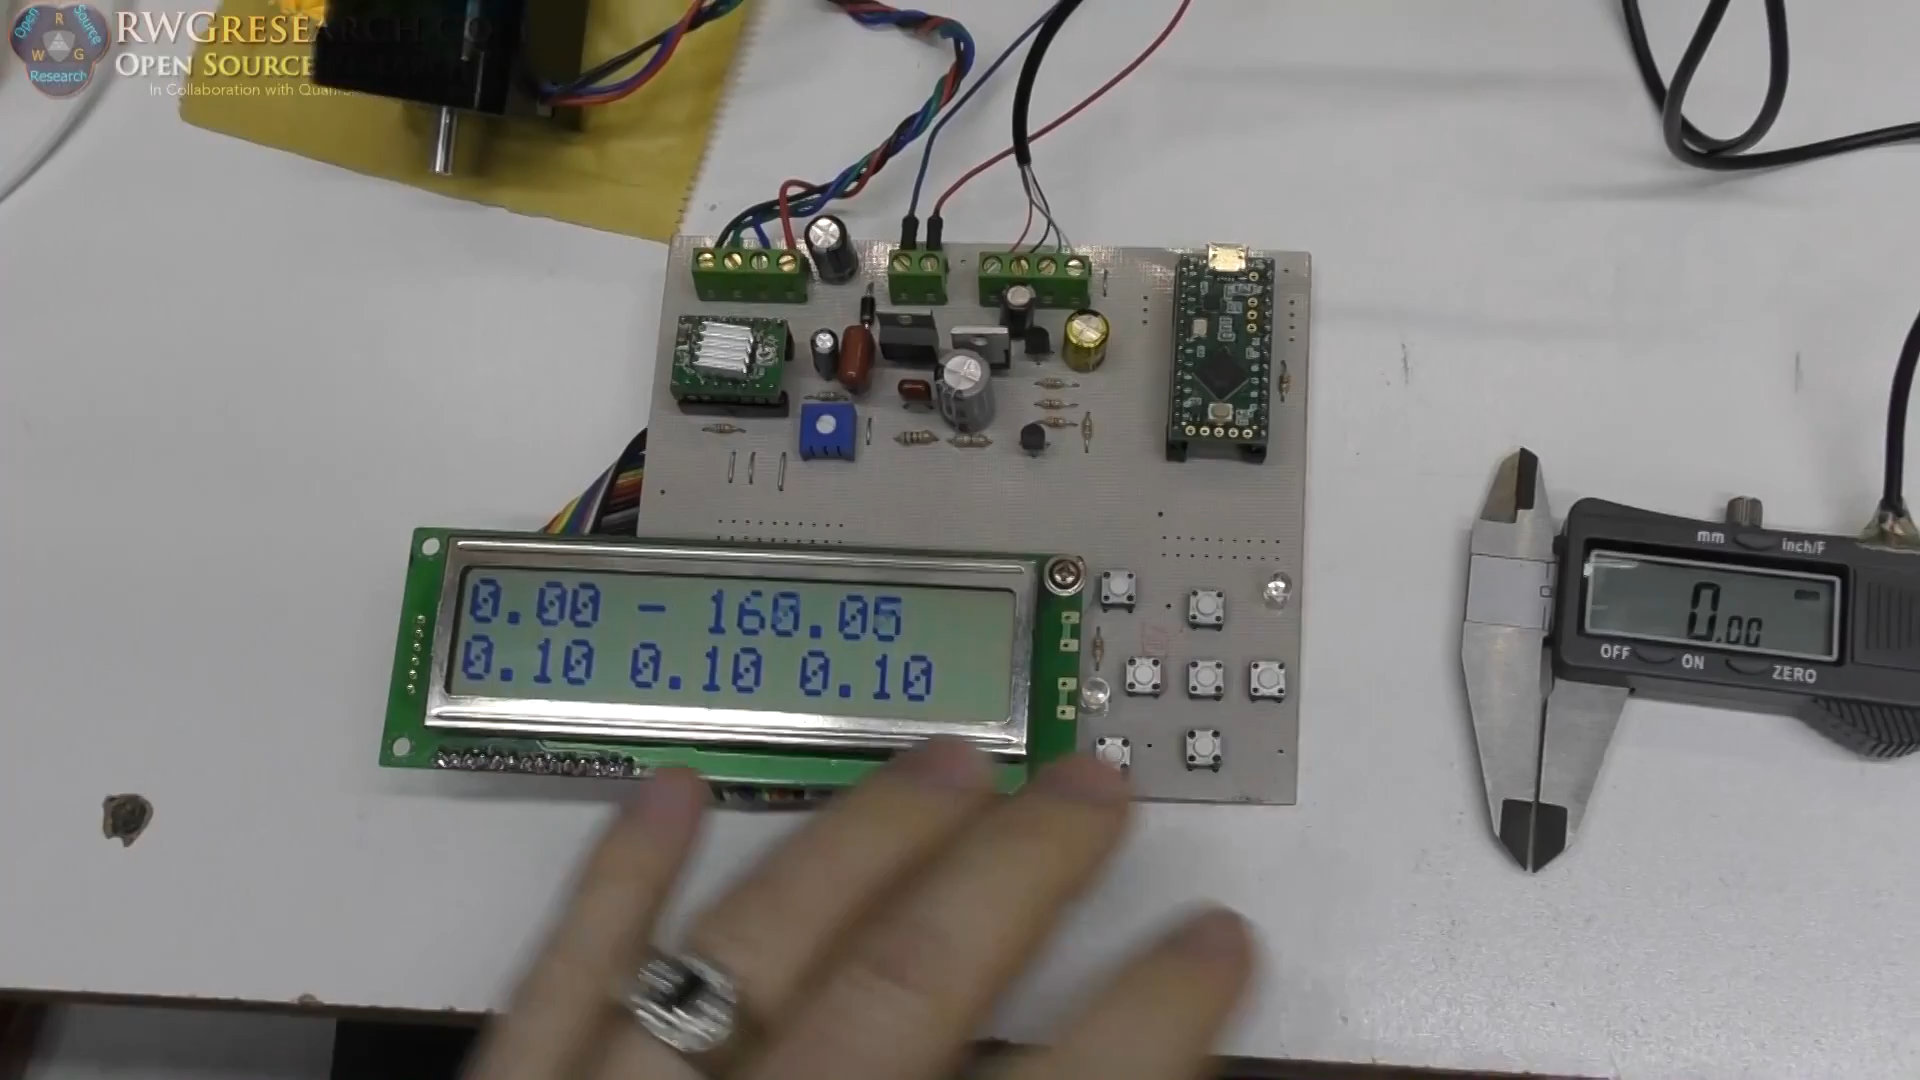 Open Source
R
W G
Research
RWGRESEARCH.CO
OPEN SOURCE
In Collaboration with Quan
0.00 - 160.05
0.10 0.10 0.10
mm inch/F
0.00
OFF ON ZERO